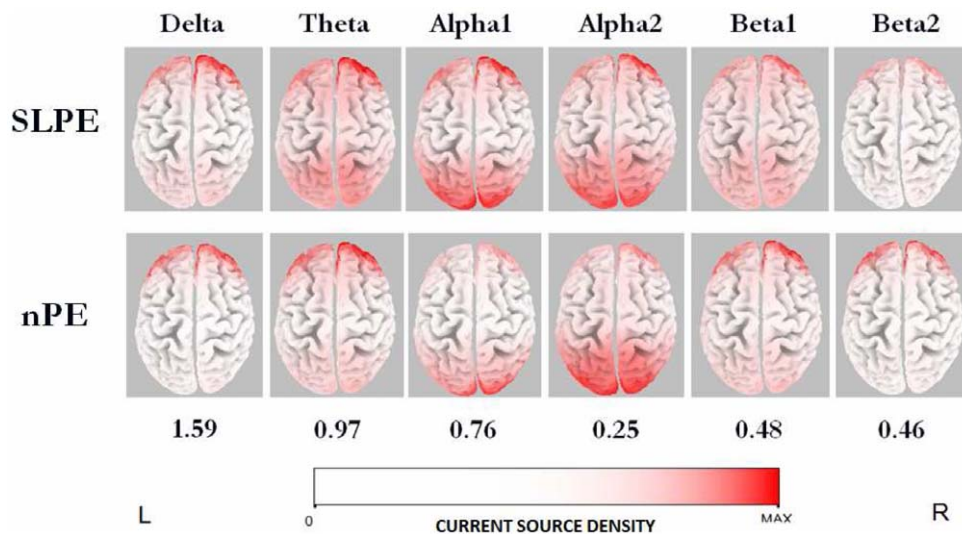 Delta Theta Alpha1 Alpha2 Beta1 Beta2
SLPE
nPE
1.59 0.97 0.76 0.25 0.48 0.46
L 0 CURRENT SOURCE DENSITY MAX R